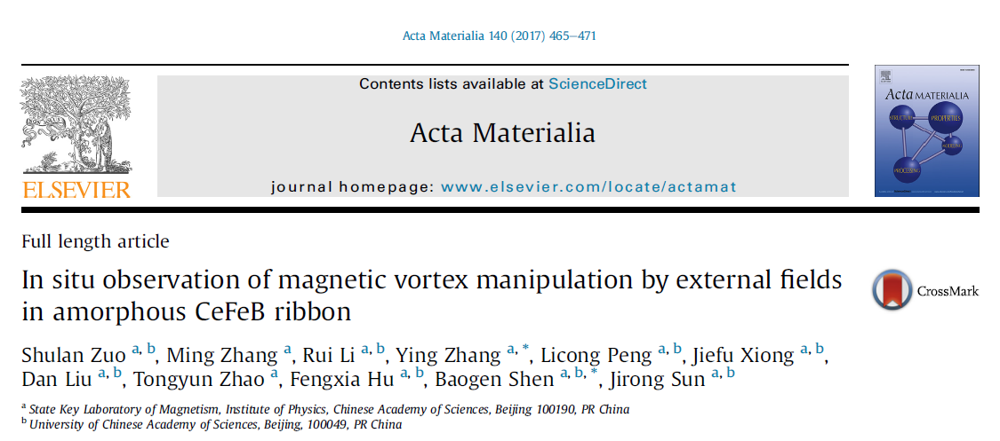 Acta Materialia 140 (2017) 465–471
Contents lists available at ScienceDirect
Acta Materialia
journal homepage: www.elsevier.com/locate/actamat
ELSEVIER
Acta MATERIALIA
STRUCTURE
PROPERTIES
PROCESSING
Full length article
In situ observation of magnetic vortex manipulation by external fields
in amorphous CeFeB ribbon
CrossMark
Shulan Zuo a, b, Ming Zhang a, Rui Li a, b, Ying Zhang a, *, Licong Peng a, b, Jiefu Xiong a, b,
Dan Liu a, b, Tongyun Zhao a, Fengxia Hu a, b, Baogen Shen a, b, *, Jirong Sun a, b
a State Key Laboratory of Magnetism, Institute of Physics, Chinese Academy of Sciences, Beijing 100190, PR China
b University of Chinese Academy of Sciences, Beijing, 100049, PR China